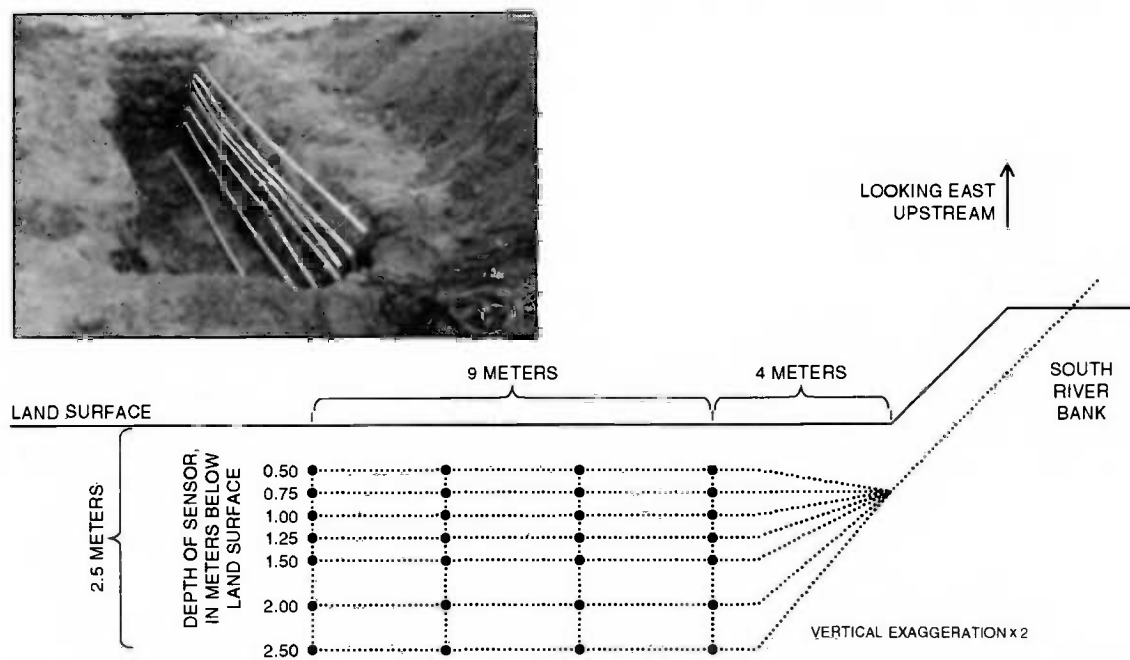 LOOKING EAST
UPSTREAM
9 METERS
4 METERS
SOUTH
RIVER
BANK
LAND SURFACE
2.5 METERS
DEPTH OF SENSOR,
IN METERS BELOW
LAND SURFACE
0.50
0.75
1.00
1.25
1.50
2.00
2.50
VERTICAL EXAGGERATION x 2